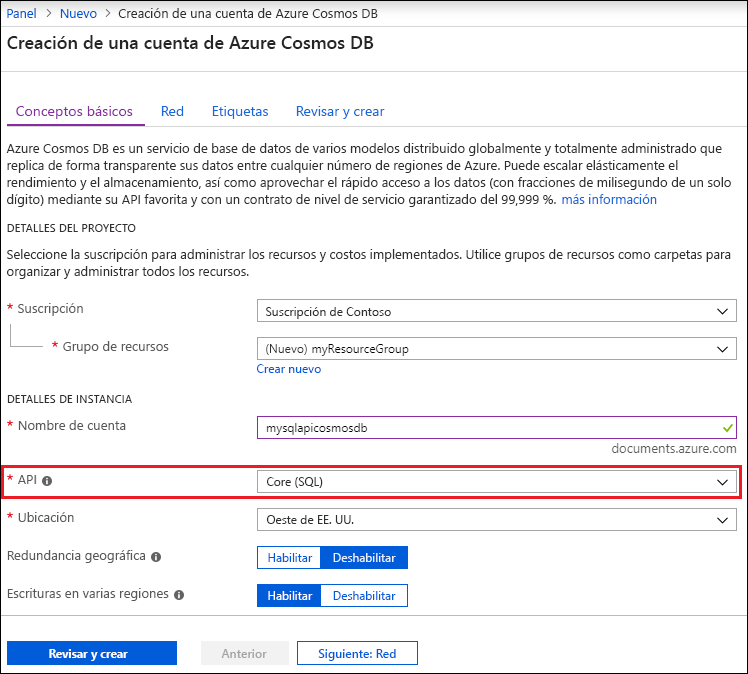 Panel > Nuevo > Creación de una cuenta de Azure Cosmos DB
Creación de una cuenta de Azure Cosmos DB
Conceptos básicos Red Etiquetas Revisar y crear
Azure Cosmos DB es un servicio de base de datos de varios modelos distribuido globalmente y totalmente administrado que
replica de forma transparente sus datos entre cualquier número de regiones de Azure. Puede escalar elásticamente el
rendimiento y el almacenamiento, así como aprovechar el rápido acceso a los datos (con fracciones de milisegundo de un solo
dígito) mediante su API favorita y con un contrato de nivel de servicio garantizado del 99,999 %. más información
DETALLES DEL PROYECTO
Seleccione la suscripción para administrar los recursos y costos implementados. Utilice grupos de recursos como carpetas para
organizar y administrar todos los recursos.
* Suscripción Suscripción de Contoso
* Grupo de recursos (Nuevo) myResourceGroup
Crear nuevo
DETALLES DE INSTANCIA
* Nombre de cuenta mysqlapicosmosdb
documents.azure.com
* API Core (SQL)
* Ubicación Oeste de EE. UU.
Redundancia geográfica Habilitar Deshabilitar
Escrituras en varias regiones Habilitar Deshabilitar
Revisar y crear Anterior Siguiente: Red